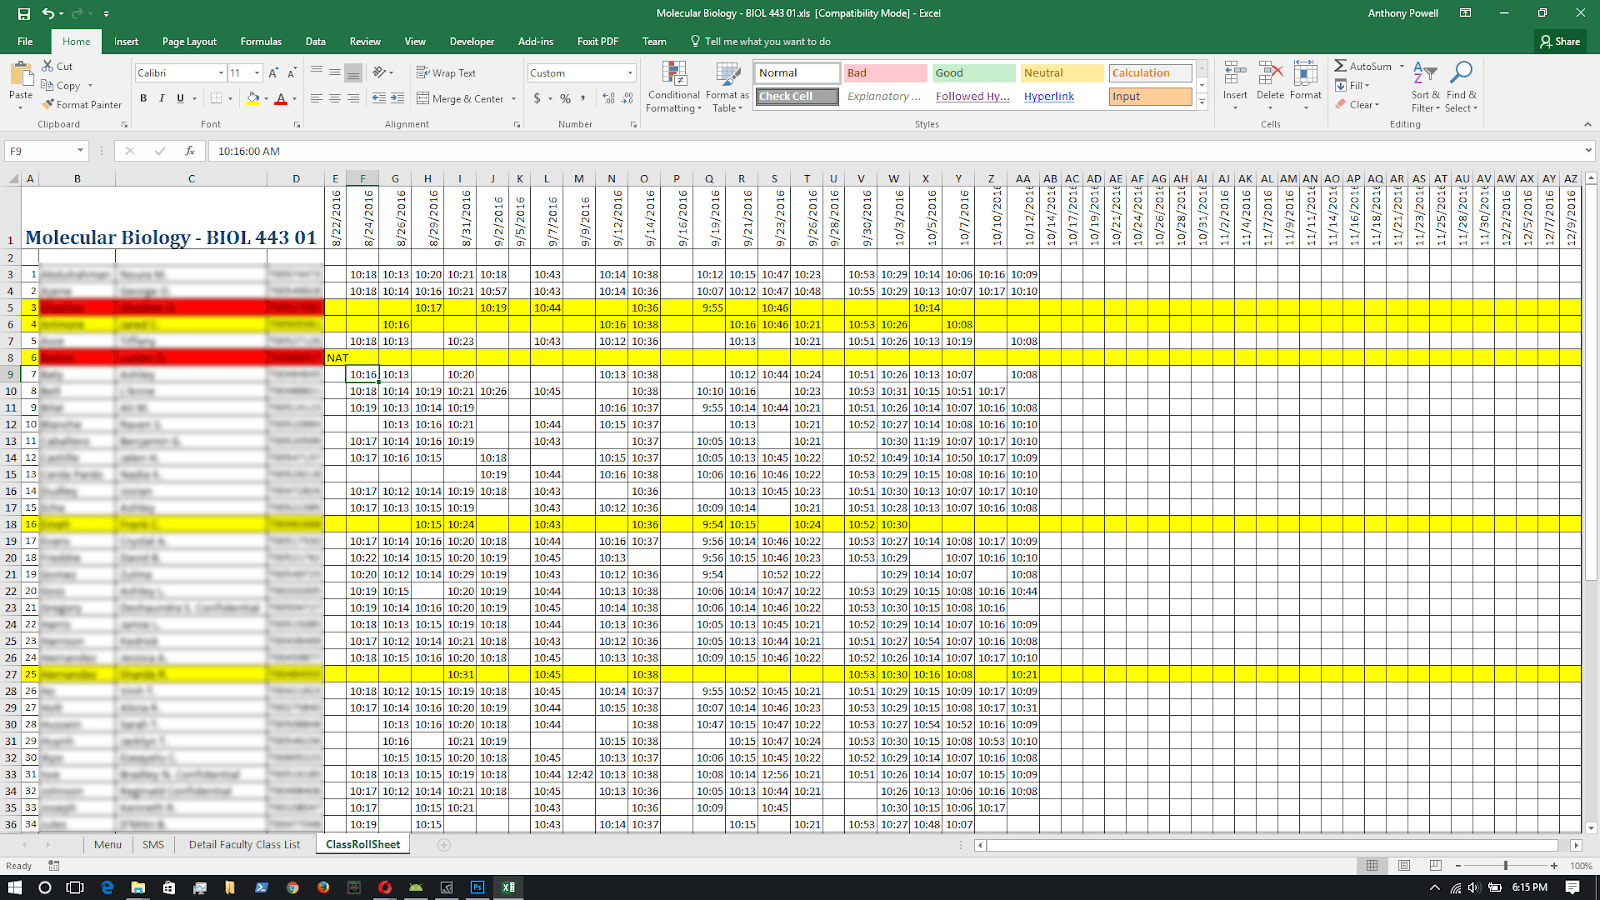 Molecular Biology - BIOL 443 01.xls [Compatibility Mode] - Excel
Anthony Powell
File Home Insert Page Layout Formulas Data Review View Developer Add-ins Foxit PDF Team Tell me what you want to do Share
Paste Cut Copy Format Painter Clipboard
Calibri 11 B I U Font
Wrap Text Merge & Center Alignment
Custom $ % Number
Conditional Formatting Format as Table
Normal Bad Good Neutral Calculation
Check Cell Explanatory ... Followed Hy... Hyperlink Input
Styles
Insert Delete Format Cells
AutoSum Fill Clear Sort & Filter Find & Select Editing
F9 fx 10:16:00 AM
A B C D E F G H I J K L M N O P Q R S T U V W X Y Z AA AB AC AD AE AF AG AH AI AJ AK AL AM AN AO AP AQ AR AS AT AU AV AW AX AY AZ
1 Molecular Biology - BIOL 443 01 8/22/2016 8/24/2016 8/26/2016 8/29/2016 8/31/2016 9/2/2016 9/5/2016 9/7/2016 9/9/2016 9/12/2016 9/14/2016 9/16/2016 9/19/2016 9/21/2016 9/23/2016 9/26/2016 9/28/2016 9/30/2016 10/3/2016 10/5/2016 10/7/2016 10/10/2016 10/12/2016 10/14/2016 10/17/2016 10/19/2016 10/21/2016 10/24/2016 10/26/2016 10/28/2016 10/31/2016 11/2/2016 11/4/2016 11/7/2016 11/9/2016 11/11/2016 11/14/2016 11/16/2016 11/18/2016 11/21/2016 11/23/2016 11/25/2016 11/28/2016 11/30/2016 12/2/2016 12/5/2016 12/7/2016 12/9/2016
2
3 1 10:18 10:13 10:20 10:21 10:18 10:43 10:14 10:38 10:12 10:15 10:47 10:23 10:53 10:29 10:14 10:06 10:16 10:09
4 2 10:18 10:14 10:16 10:21 10:57 10:43 10:14 10:36 10:07 10:12 10:47 10:48 10:55 10:29 10:13 10:07 10:17 10:10
5 3 10:17 10:19 10:44 10:36 9:55 10:46 10:14
6 4 10:16 10:16 10:38 10:16 10:46 10:21 10:53 10:26 10:08
7 5 10:18 10:13 10:23 10:43 10:12 10:36 10:13 10:21 10:51 10:26 10:13 10:19 10:08
8 6 NAT
9 7 10:16 10:13 10:20 10:13 10:38 10:12 10:44 10:24 10:51 10:26 10:13 10:07 10:08
10 8 10:18 10:14 10:19 10:21 10:26 10:45 10:38 10:10 10:16 10:23 10:53 10:31 10:15 10:51 10:17
11 9 10:19 10:13 10:14 10:19 10:16 10:37 9:55 10:14 10:44 10:21 10:51 10:26 10:14 10:07 10:16 10:08
12 10 10:13 10:16 10:21 10:44 10:15 10:37 10:13 10:21 10:52 10:27 10:14 10:08 10:16 10:10
13 11 10:17 10:14 10:16 10:19 10:43 10:37 10:05 10:13 10:21 10:30 11:19 10:07 10:17 10:10
14 12 10:17 10:16 10:15 10:18 10:15 10:37 10:05 10:13 10:45 10:22 10:52 10:49 10:14 10:50 10:17 10:09
15 13 10:19 10:44 10:16 10:38 10:06 10:16 10:46 10:22 10:53 10:29 10:15 10:08 10:16 10:10
16 14 10:17 10:12 10:14 10:19 10:18 10:43 10:36 10:13 10:45 10:23 10:51 10:30 10:13 10:07 10:17 10:10
17 15 10:17 10:13 10:15 10:19 10:43 10:12 10:36 10:09 10:14 10:21 10:51 10:28 10:13 10:07 10:16 10:08
18 16 10:15 10:24 10:43 10:36 9:54 10:15 10:24 10:52 10:30
19 17 10:17 10:14 10:16 10:20 10:18 10:44 10:16 10:37 9:56 10:14 10:46 10:22 10:53 10:27 10:14 10:08 10:17 10:09
20 18 10:22 10:14 10:15 10:20 10:19 10:45 10:13 9:56 10:15 10:46 10:23 10:53 10:29 10:07 10:16 10:10
21 19 10:20 10:12 10:14 10:29 10:19 10:43 10:12 10:36 9:54 10:52 10:22 10:29 10:14 10:07 10:08
22 20 10:19 10:15 10:20 10:19 10:44 10:13 10:38 10:06 10:14 10:47 10:22 10:53 10:29 10:15 10:08 10:16 10:44
23 21 10:19 10:14 10:16 10:20 10:19 10:45 10:14 10:38 10:06 10:14 10:46 10:22 10:53 10:30 10:15 10:08 10:16
24 22 10:18 10:13 10:15 10:19 10:18 10:44 10:13 10:36 10:05 10:13 10:45 10:21 10:52 10:29 10:14 10:07 10:16 10:09
25 23 10:17 10:12 10:14 10:21 10:18 10:43 10:12 10:36 10:05 10:13 10:44 10:21 10:51 10:27 10:54 10:07 10:16 10:08
26 24 10:18 10:15 10:16 10:20 10:18 10:45 10:13 10:38 10:09 10:15 10:46 10:22 10:52 10:26 10:14 10:07 10:17 10:10
27 25 10:31 10:45 10:38 10:53 10:30 10:16 10:08 10:21
28 26 10:18 10:12 10:15 10:19 10:18 10:45 10:14 10:37 9:55 10:52 10:45 10:21 10:51 10:29 10:15 10:09 10:17 10:09
29 27 10:17 10:14 10:16 10:20 10:19 10:44 10:15 10:38 10:07 10:14 10:46 10:23 10:53 10:29 10:15 10:08 10:17 10:31
30 28 10:13 10:16 10:20 10:18 10:44 10:38 10:47 10:15 10:47 10:22 10:53 10:27 10:54 10:52 10:16 10:09
31 29 10:16 10:21 10:19 10:15 10:38 10:15 10:47 10:24 10:53 10:30 10:15 10:08 10:53 10:10
32 30 10:15 10:15 10:20 10:18 10:45 10:13 10:37 10:06 10:15 10:45 10:22 10:52 10:29 10:14 10:07 10:16 10:08
33 31 10:18 10:13 10:15 10:19 10:18 10:44 12:42 10:13 10:38 10:08 10:14 12:56 10:21 10:51 10:26 10:14 10:07 10:15 10:09
34 32 10:17 10:12 10:14 10:21 10:18 10:45 10:13 10:36 10:05 10:13 10:44 10:21 10:26 10:13 10:06 10:16 10:08
35 33 10:17 10:15 10:21 10:43 10:36 10:09 10:45 10:30 10:15 10:06 10:17
36 34 10:19 10:15 10:43 10:14 10:37 10:15 10:21 10:53 10:27 10:48 10:07
Menu SMS Detail Faculty Class List ClassRollSheet
Ready 100%
6:15 PM